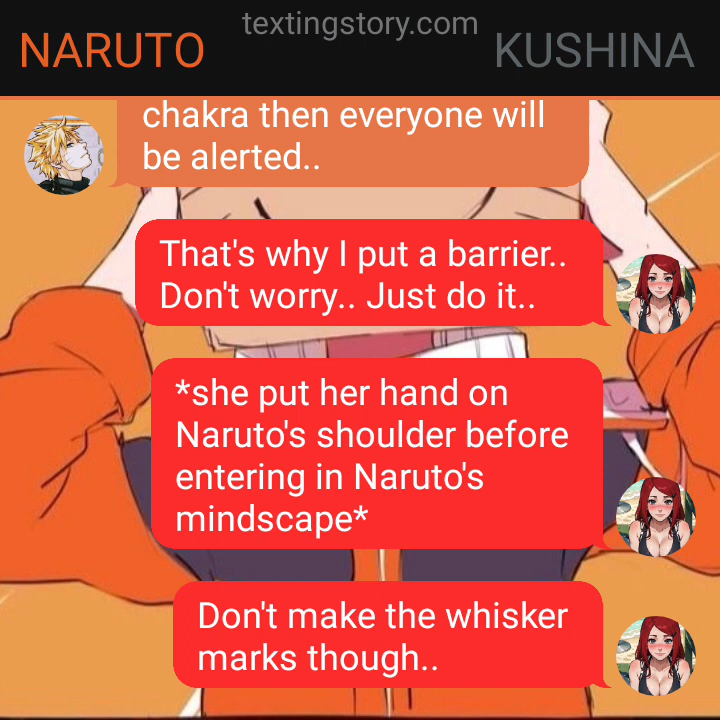 textingstory.com
NARUTO
KUSHINA
chakra then everyone will
be alerted..
That's why I put a barrier..
Don't worry.. Just do it..
*she put her hand on
Naruto's shoulder before
entering in Naruto's
mindscape*
Don't make the whisker
marks though..